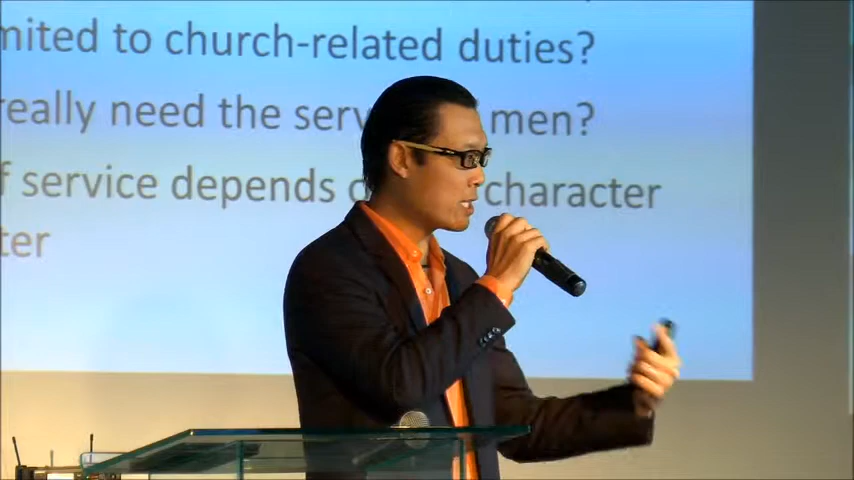 mited to church-related duties?
really need the serv men?
f service depends character
ter